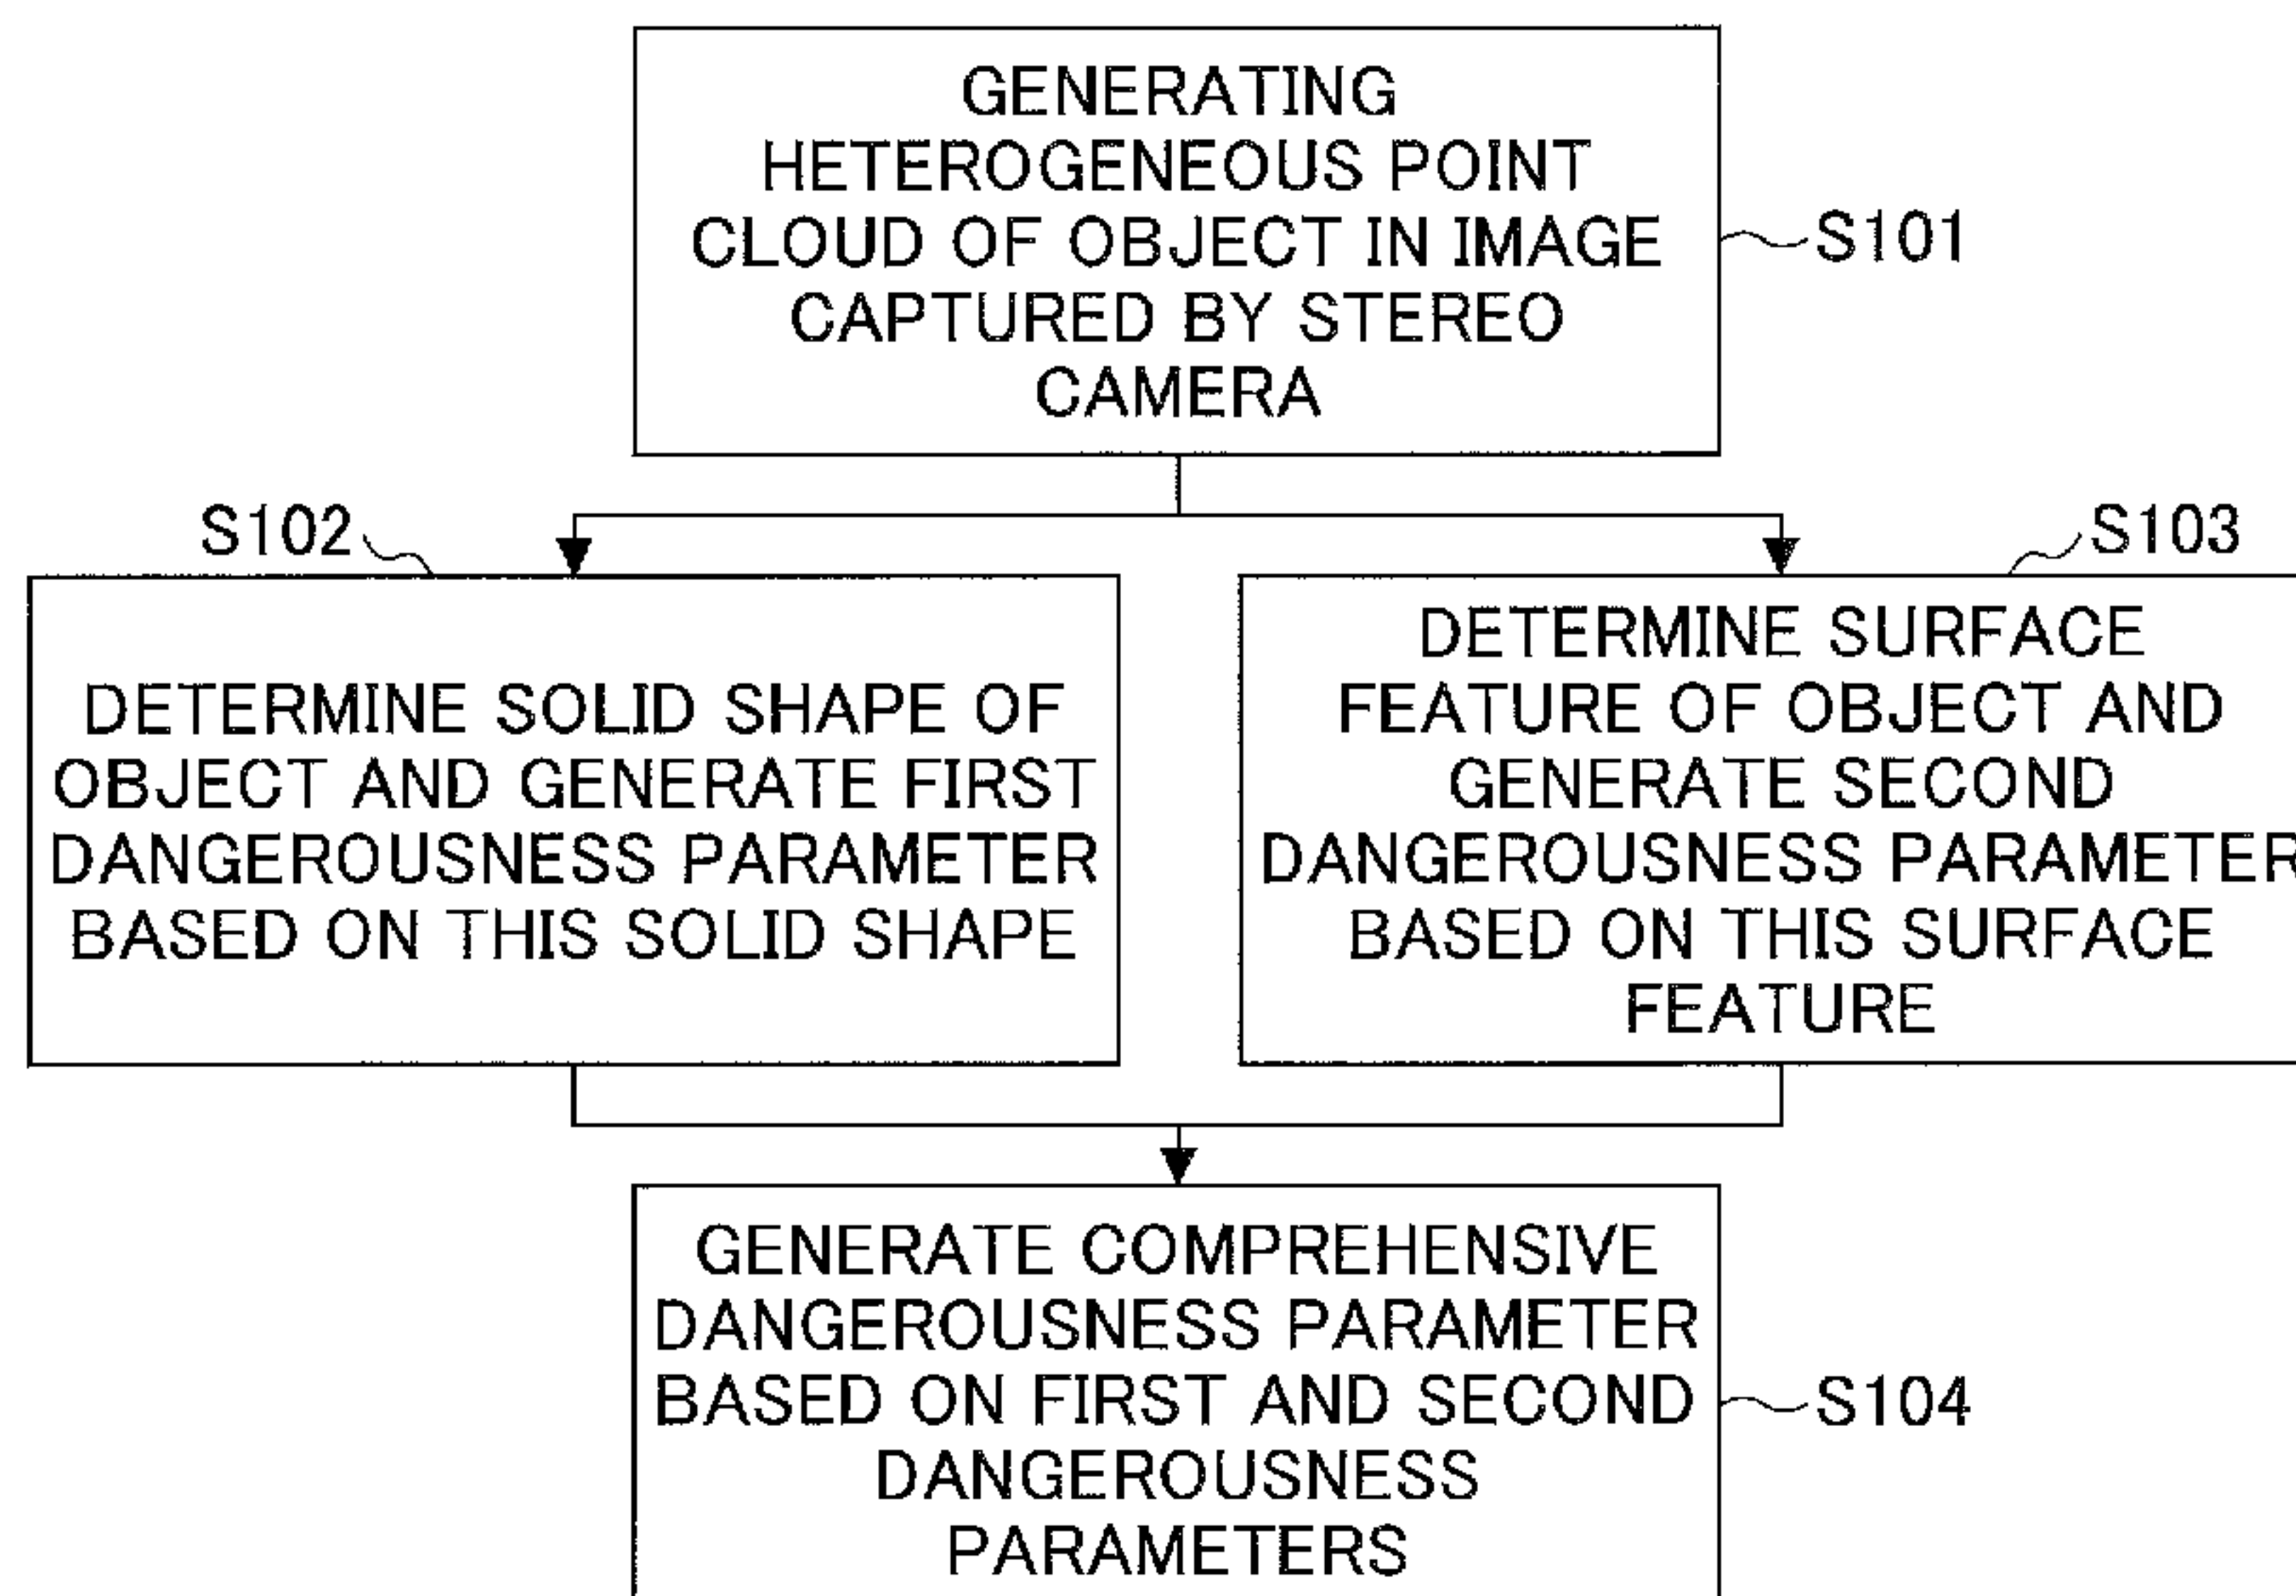 GENERATING
HETEROGENEOUS POINT
CLOUD OF OBJECT IN IMAGE
CAPTURED BY STEREO
CAMERA
S101
S102
DETERMINE SOLID SHAPE OF
OBJECT AND GENERATE FIRST
DANGEROUSNESS PARAMETER
BASED ON THIS SOLID SHAPE
S103
DETERMINE SURFACE
FEATURE OF OBJECT AND
GENERATE SECOND
DANGEROUSNESS PARAMETER
BASED ON THIS SURFACE
FEATURE
GENERATE COMPREHENSIVE
DANGEROUSNESS PARAMETER
BASED ON FIRST AND SECOND
DANGEROUSNESS
PARAMETERS
S104